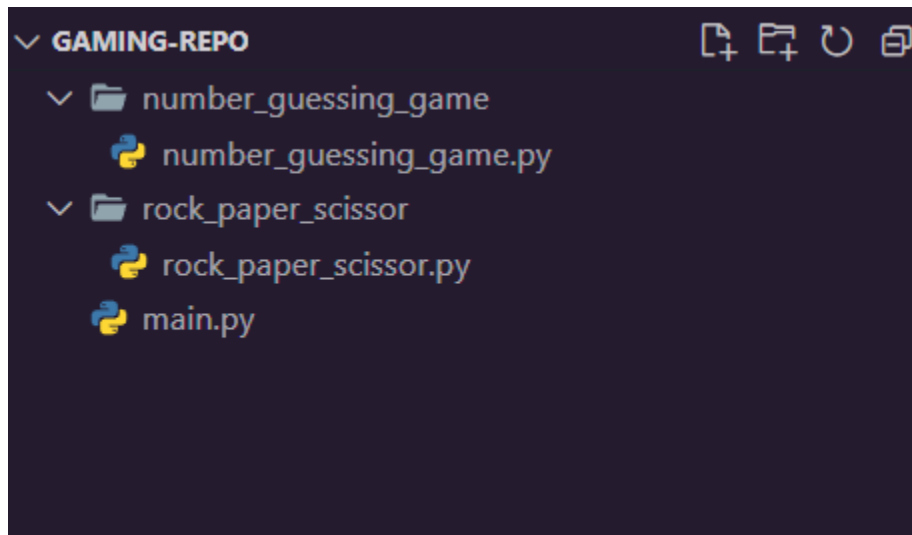 GAMING-REPO
number_guessing_game
number_guessing_game.py
rock_paper_scissor
rock_paper_scissor.py
main.py